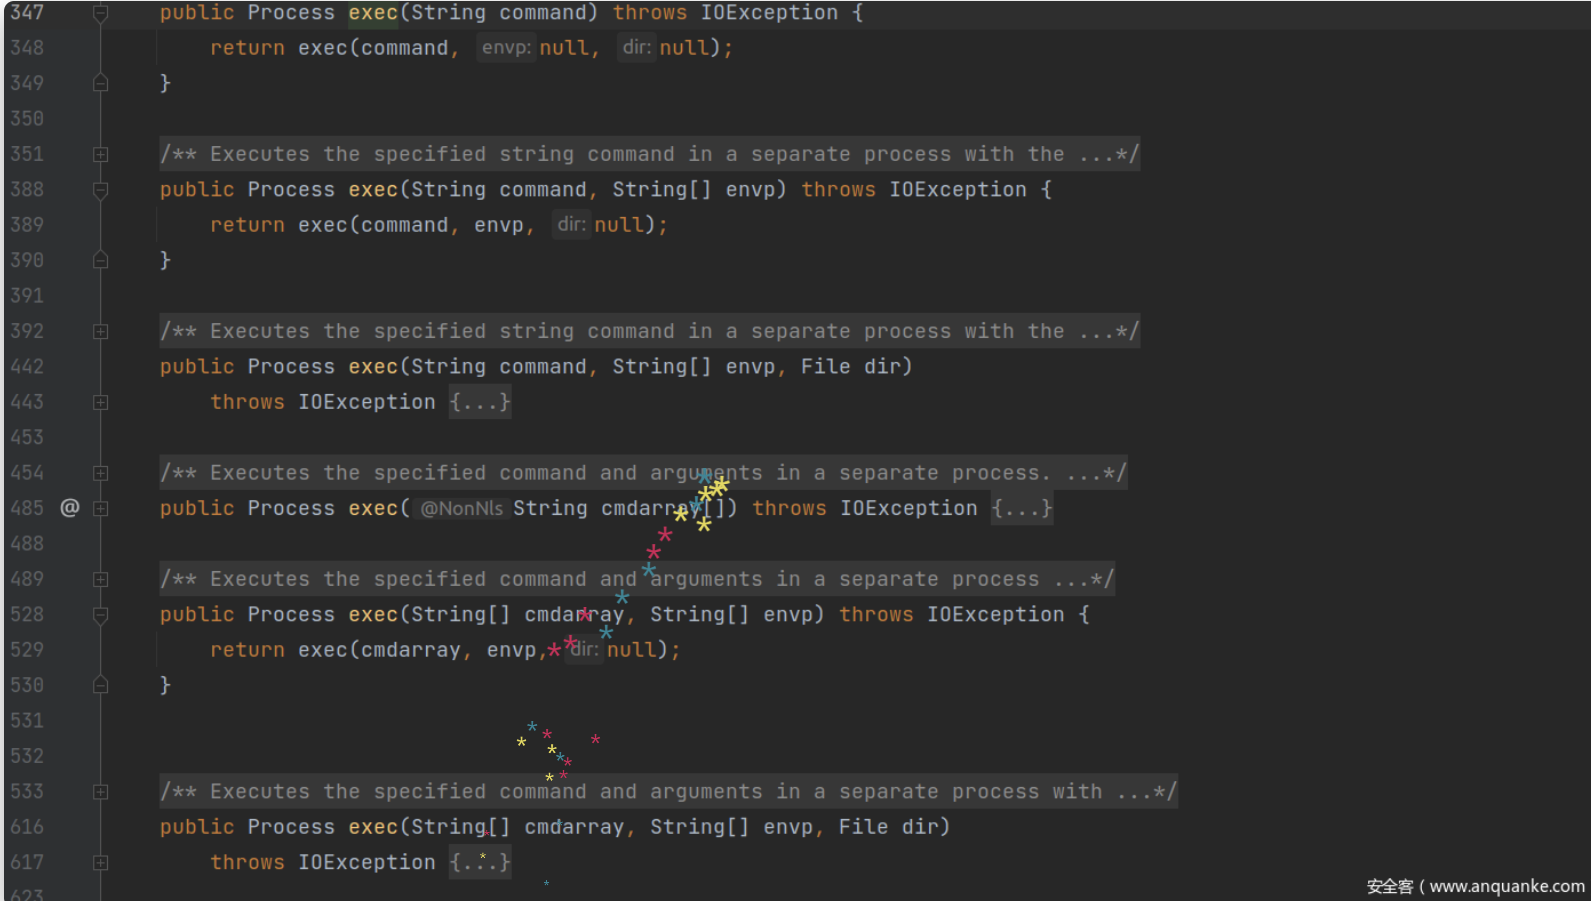 347 public Process exec(String command) throws IOException {
348 return exec(command, envp: null, dir: null);
349 }
350
351 /** Executes the specified string command in a separate process with the ...*/
388 public Process exec(String command, String[] envp) throws IOException {
389 return exec(command, envp, dir: null);
390 }
391
392 /** Executes the specified string command in a separate process with the ...*/
442 public Process exec(String command, String[] envp, File dir)
443 throws IOException {...}
453
454 /** Executes the specified command and arguments in a separate process. ...*/
485 @ public Process exec( @NonNls String cmdarray[]) throws IOException {...}
488
489 /** Executes the specified command and arguments in a separate process ...*/
528 public Process exec(String[] cmdarray, String[] envp) throws IOException {
529 return exec(cmdarray, envp, dir: null);
530 }
531
532
533 /** Executes the specified command and arguments in a separate process with ...*/
616 public Process exec(String[] cmdarray, String[] envp, File dir)
617 throws IOException {...}
623
安全客 ( www.anquanke.com